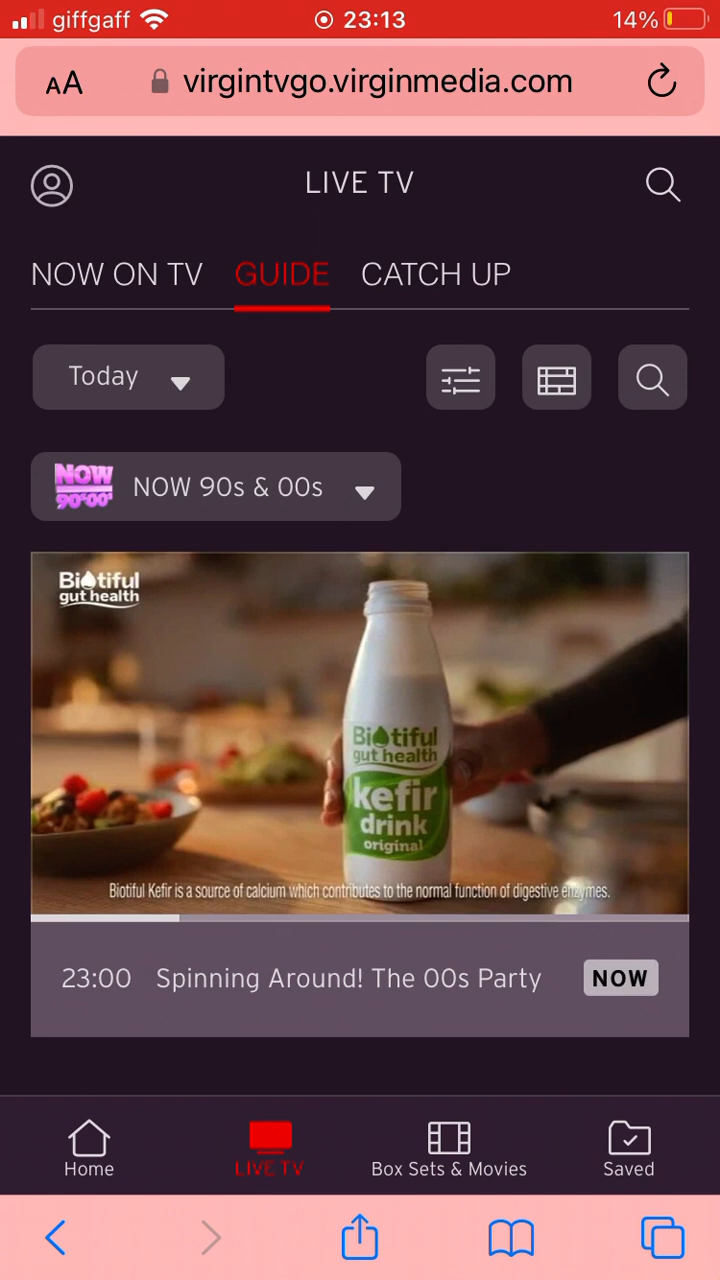 giffgaff 23:13 14%
AA virgintvgo.virginmedia.com
LIVE TV
NOW ON TV GUIDE CATCH UP
Today
NOW 90s & 00s
NOW
90s'00s
Biotiful
gut health
Biotiful
gut health
kefir
drink
original
Biotiful Kefir is a source of calcium which contributes to the normal function of digestive enzymes.
23:00 Spinning Around! The 00s Party NOW
Home LIVE TV Box Sets & Movies Saved